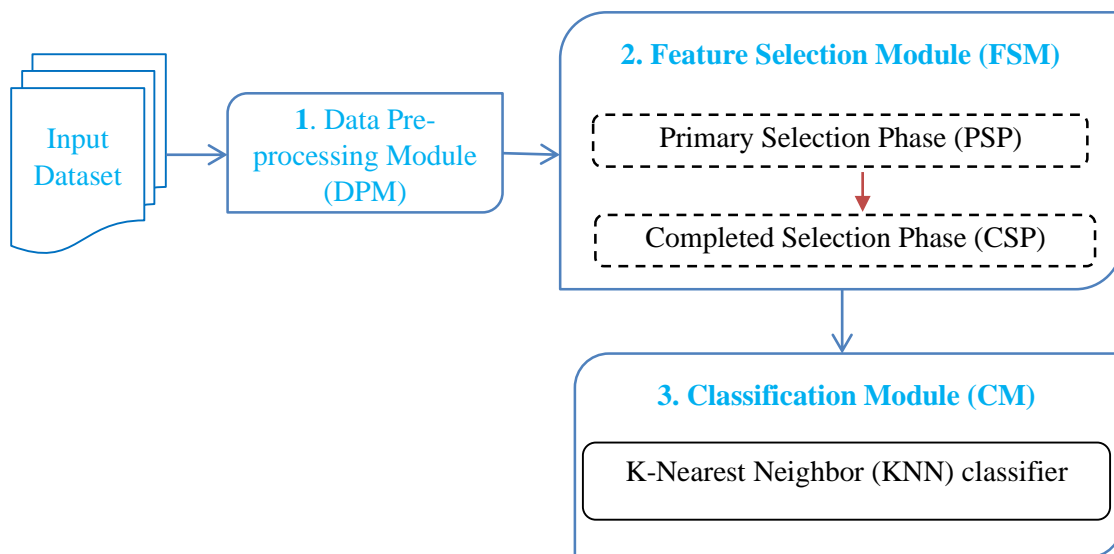 Input
Dataset
1. Data Pre-
processing Module
(DPM)
2. Feature Selection Module (FSM)
Primary Selection Phase (PSP)
Completed Selection Phase (CSP)
3. Classification Module (CM)
K-Nearest Neighbor (KNN) classifier